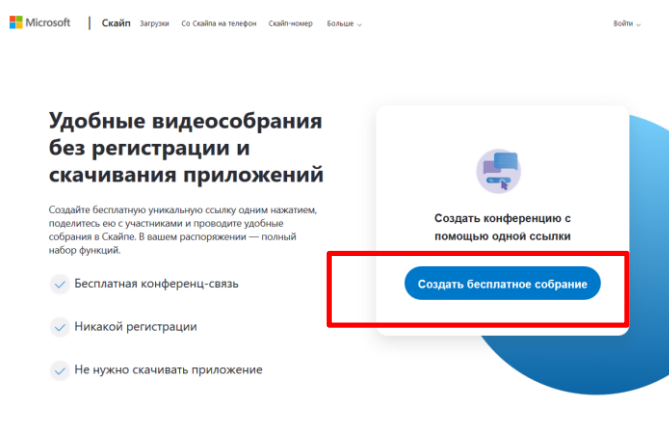 Microsoft | Скайп Загрузки Со Скайпа на телефон Скайп-номер Больше Войти
Удобные видеособрания
без регистрации и
скачивания приложений
Создайте бесплатную уникальную ссылку одним нажатием,
поделитесь ею с участниками и проводите удобные
собрания в Скайпе. В вашем распоряжении — полный
набор функций.
Бесплатная конференц-связь
Никакой регистрации
Не нужно скачивать приложение
Создать конференцию с
помощью одной ссылки
Создать бесплатное собрание